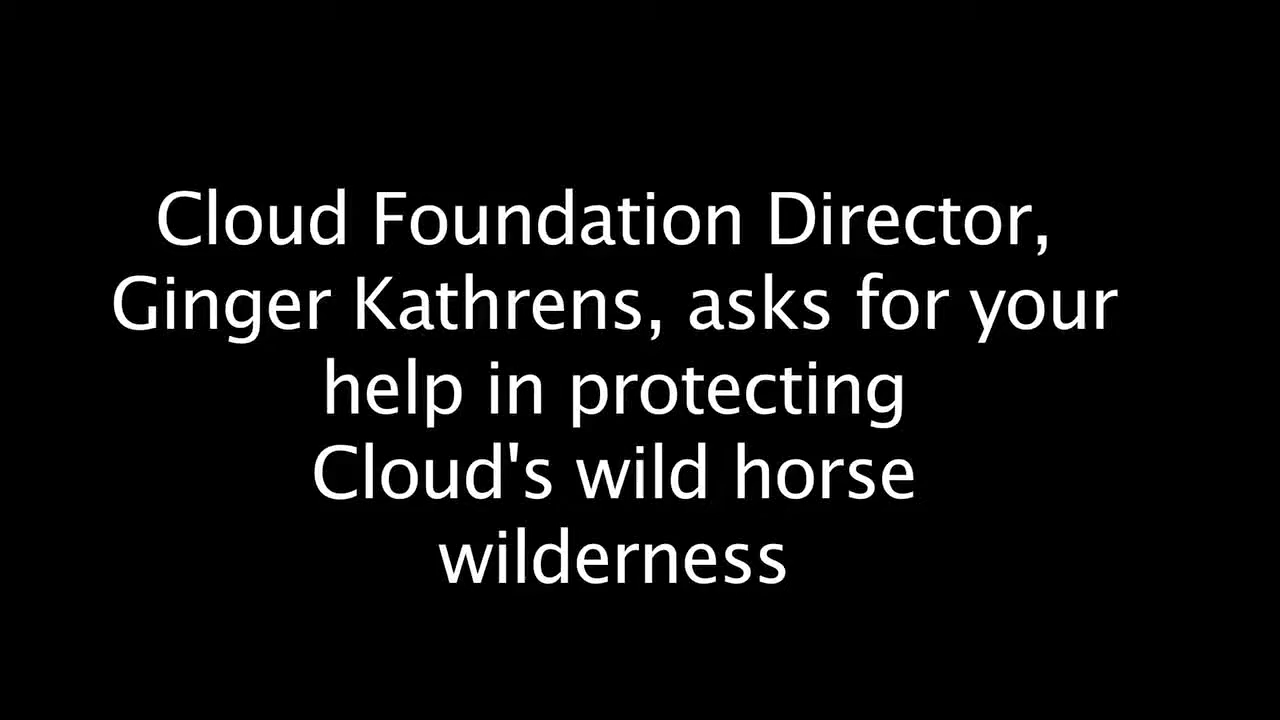 Cloud Foundation Director,
Ginger Kathrens, asks for your
help in protecting
Cloud's wild horse
wilderness